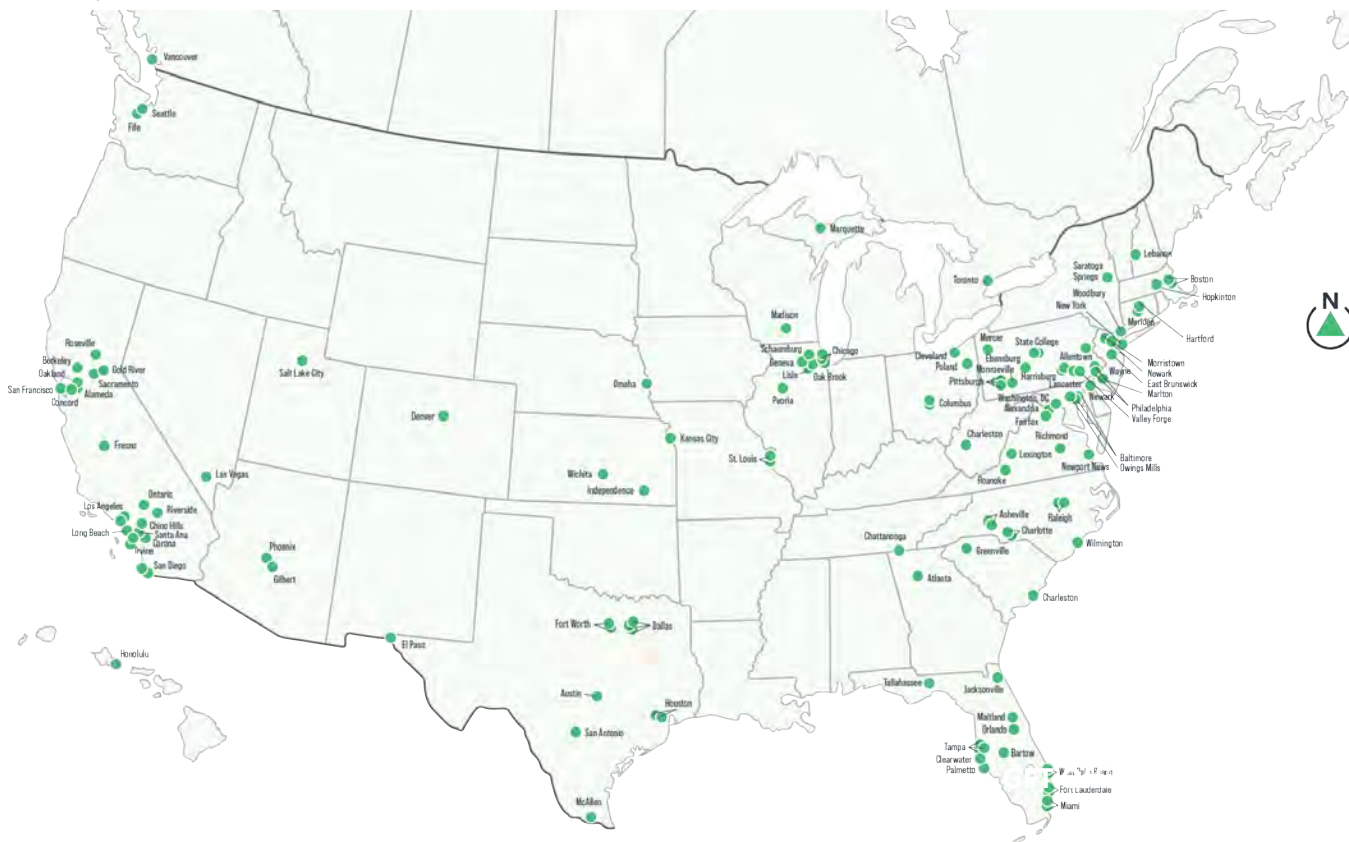 Vancouver
Seattle
Fife
N
Marquette
Lebanon
Toronto
Saratoga
Springs
Boston
Hopkinton
Woodbury
New York
Madison
Meriden
Hartford
Roseville
Berkeley
Oakland
San Francisco
Concord
Alameda
Sacramento
Gold River
Salt Lake City
Omaha
Schaumburg
Chicago
Geneva
Lisle
Oak Brook
Peoria
Cleveland
Poland
Mercer
State College
Ebensburg
Allentown
Monroeville
Pittsburgh
Harrisburg
Lancaster
Wayne
Morristown
Newark
East Brunswick
Marlton
Newark
Philadelphia
Valley Forge
Columbus
Washington, DC
Alexandria
Fairfax
Denver
Fresno
Kansas City
St. Louis
Charleston
Richmond
Lexington
Newport News
Roanoke
Baltimore
Owings Mills
Las Vegas
Wichita
Independence
Ontario
Los Angeles
Riverside
Chino Hills
Long Beach
Santa Ana
Corona
Irvine
San Diego
Asheville
Raleigh
Charlotte
Wilmington
Chattanooga
Greenville
Atlanta
Charleston
Phoenix
Gilbert
Fort Worth
Dallas
El Paso
Honolulu
Austin
Houston
San Antonio
McAllen
Tallahassee
Jacksonville
Maitland
Orlando
Tampa
Clearwater
Palmetto
Bartow
Fort Lauderdale
Miami